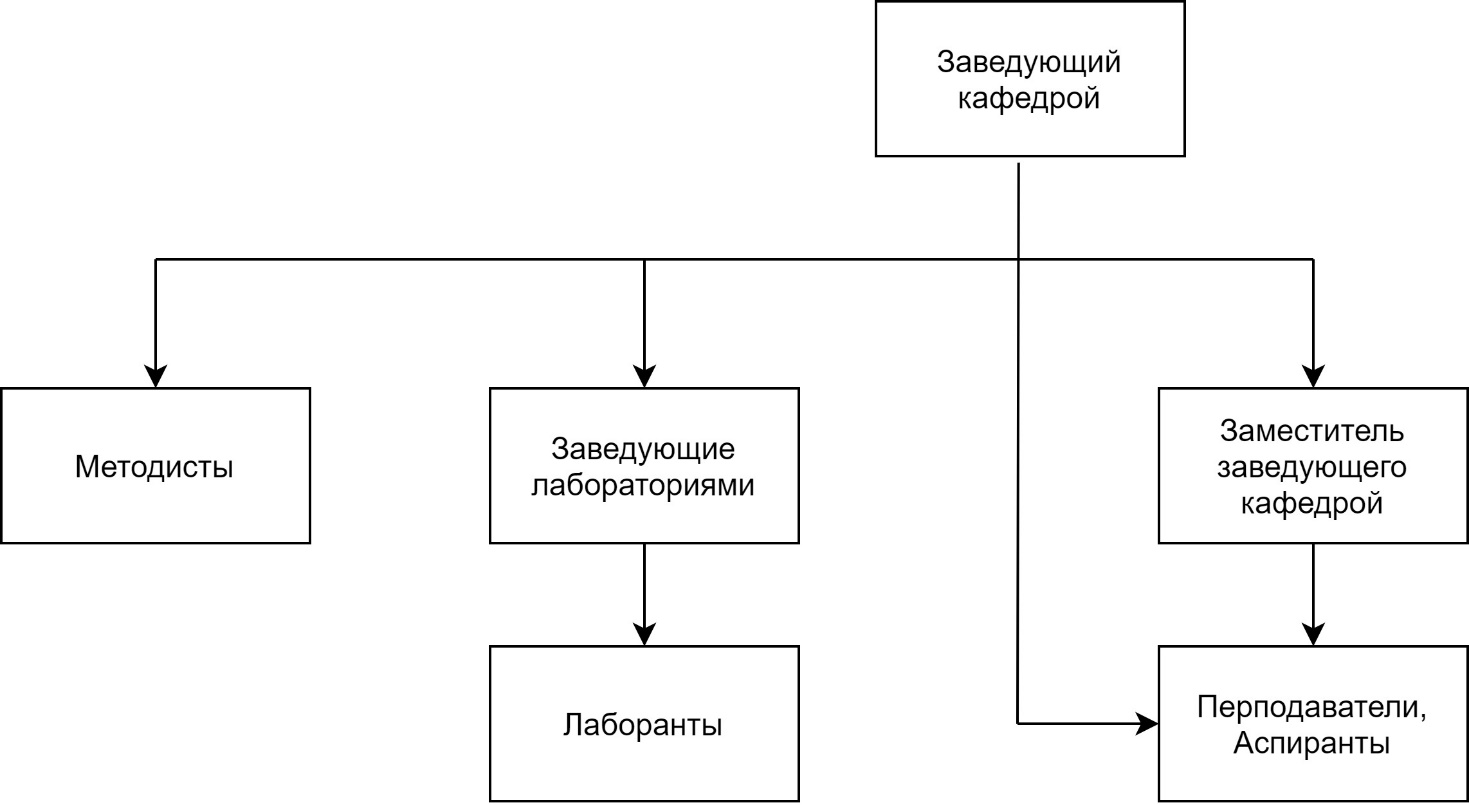 Заведующий
кафедрой
Методисты
Заведующие
лабораториями
Заместитель
заведующего
кафедрой
Лаборанты
Перподаватели,
Аспиранты